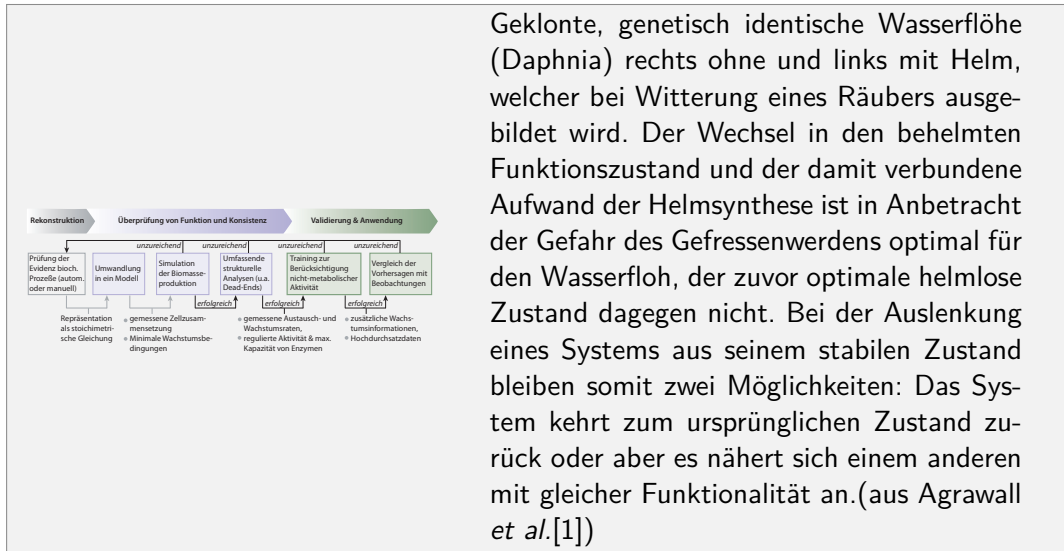 Rekonstruktion
Überprüfung von Funktion und Konsistenz
Validierung & Anwendung
unzureichend
unzureichend
unzureichend
unzureichend
Prüfung der
Evidenz bioch.
Prozeße (autom.
oder manuell)
Umwandlung
in ein Modell
Simulation
der Biomasse-
produktion
Umfassende
strukturelle
Analysen (u.a.
Dead-Ends)
Training zur
Berücksichtigung
nicht-metabolischer
Aktivität
Vergleich der
Vorhersagen mit
Beobachtungen
erfolgreich
erfolgreich
erfolgreich
Repräsentation
als stoichimetri-
sche Gleichung
gemessene Zellzusam-
mensetzung
Minimale Wachstumsbe-
dingungen
gemessene Austausch- und
Wachstumsraten,
regulierte Aktivität & max.
Kapazität von Enzymen
zusätzliche Wachs-
tumsinformationen,
Hochdurchsatzdaten
Geklonte, genetisch identische Wasserflöhe
(Daphnia) rechts ohne und links mit Helm,
welcher bei Witterung eines Räubers ausge-
bildet wird. Der Wechsel in den behelmten
Funktionszustand und der damit verbundene
Aufwand der Helmsynthese ist in Anbetracht
der Gefahr des Gefressenwerdens optimal für
den Wasserfloh, der zuvor optimale helmlose
Zustand dagegen nicht. Bei der Auslenkung
eines Systems aus seinem stabilen Zustand
bleiben somit zwei Möglichkeiten: Das Sys-
tem kehrt zum ursprünglichen Zustand zu-
rück oder aber es nähert sich einem anderen
mit gleicher Funktionalität an.(aus Agrawall
et al.[1])